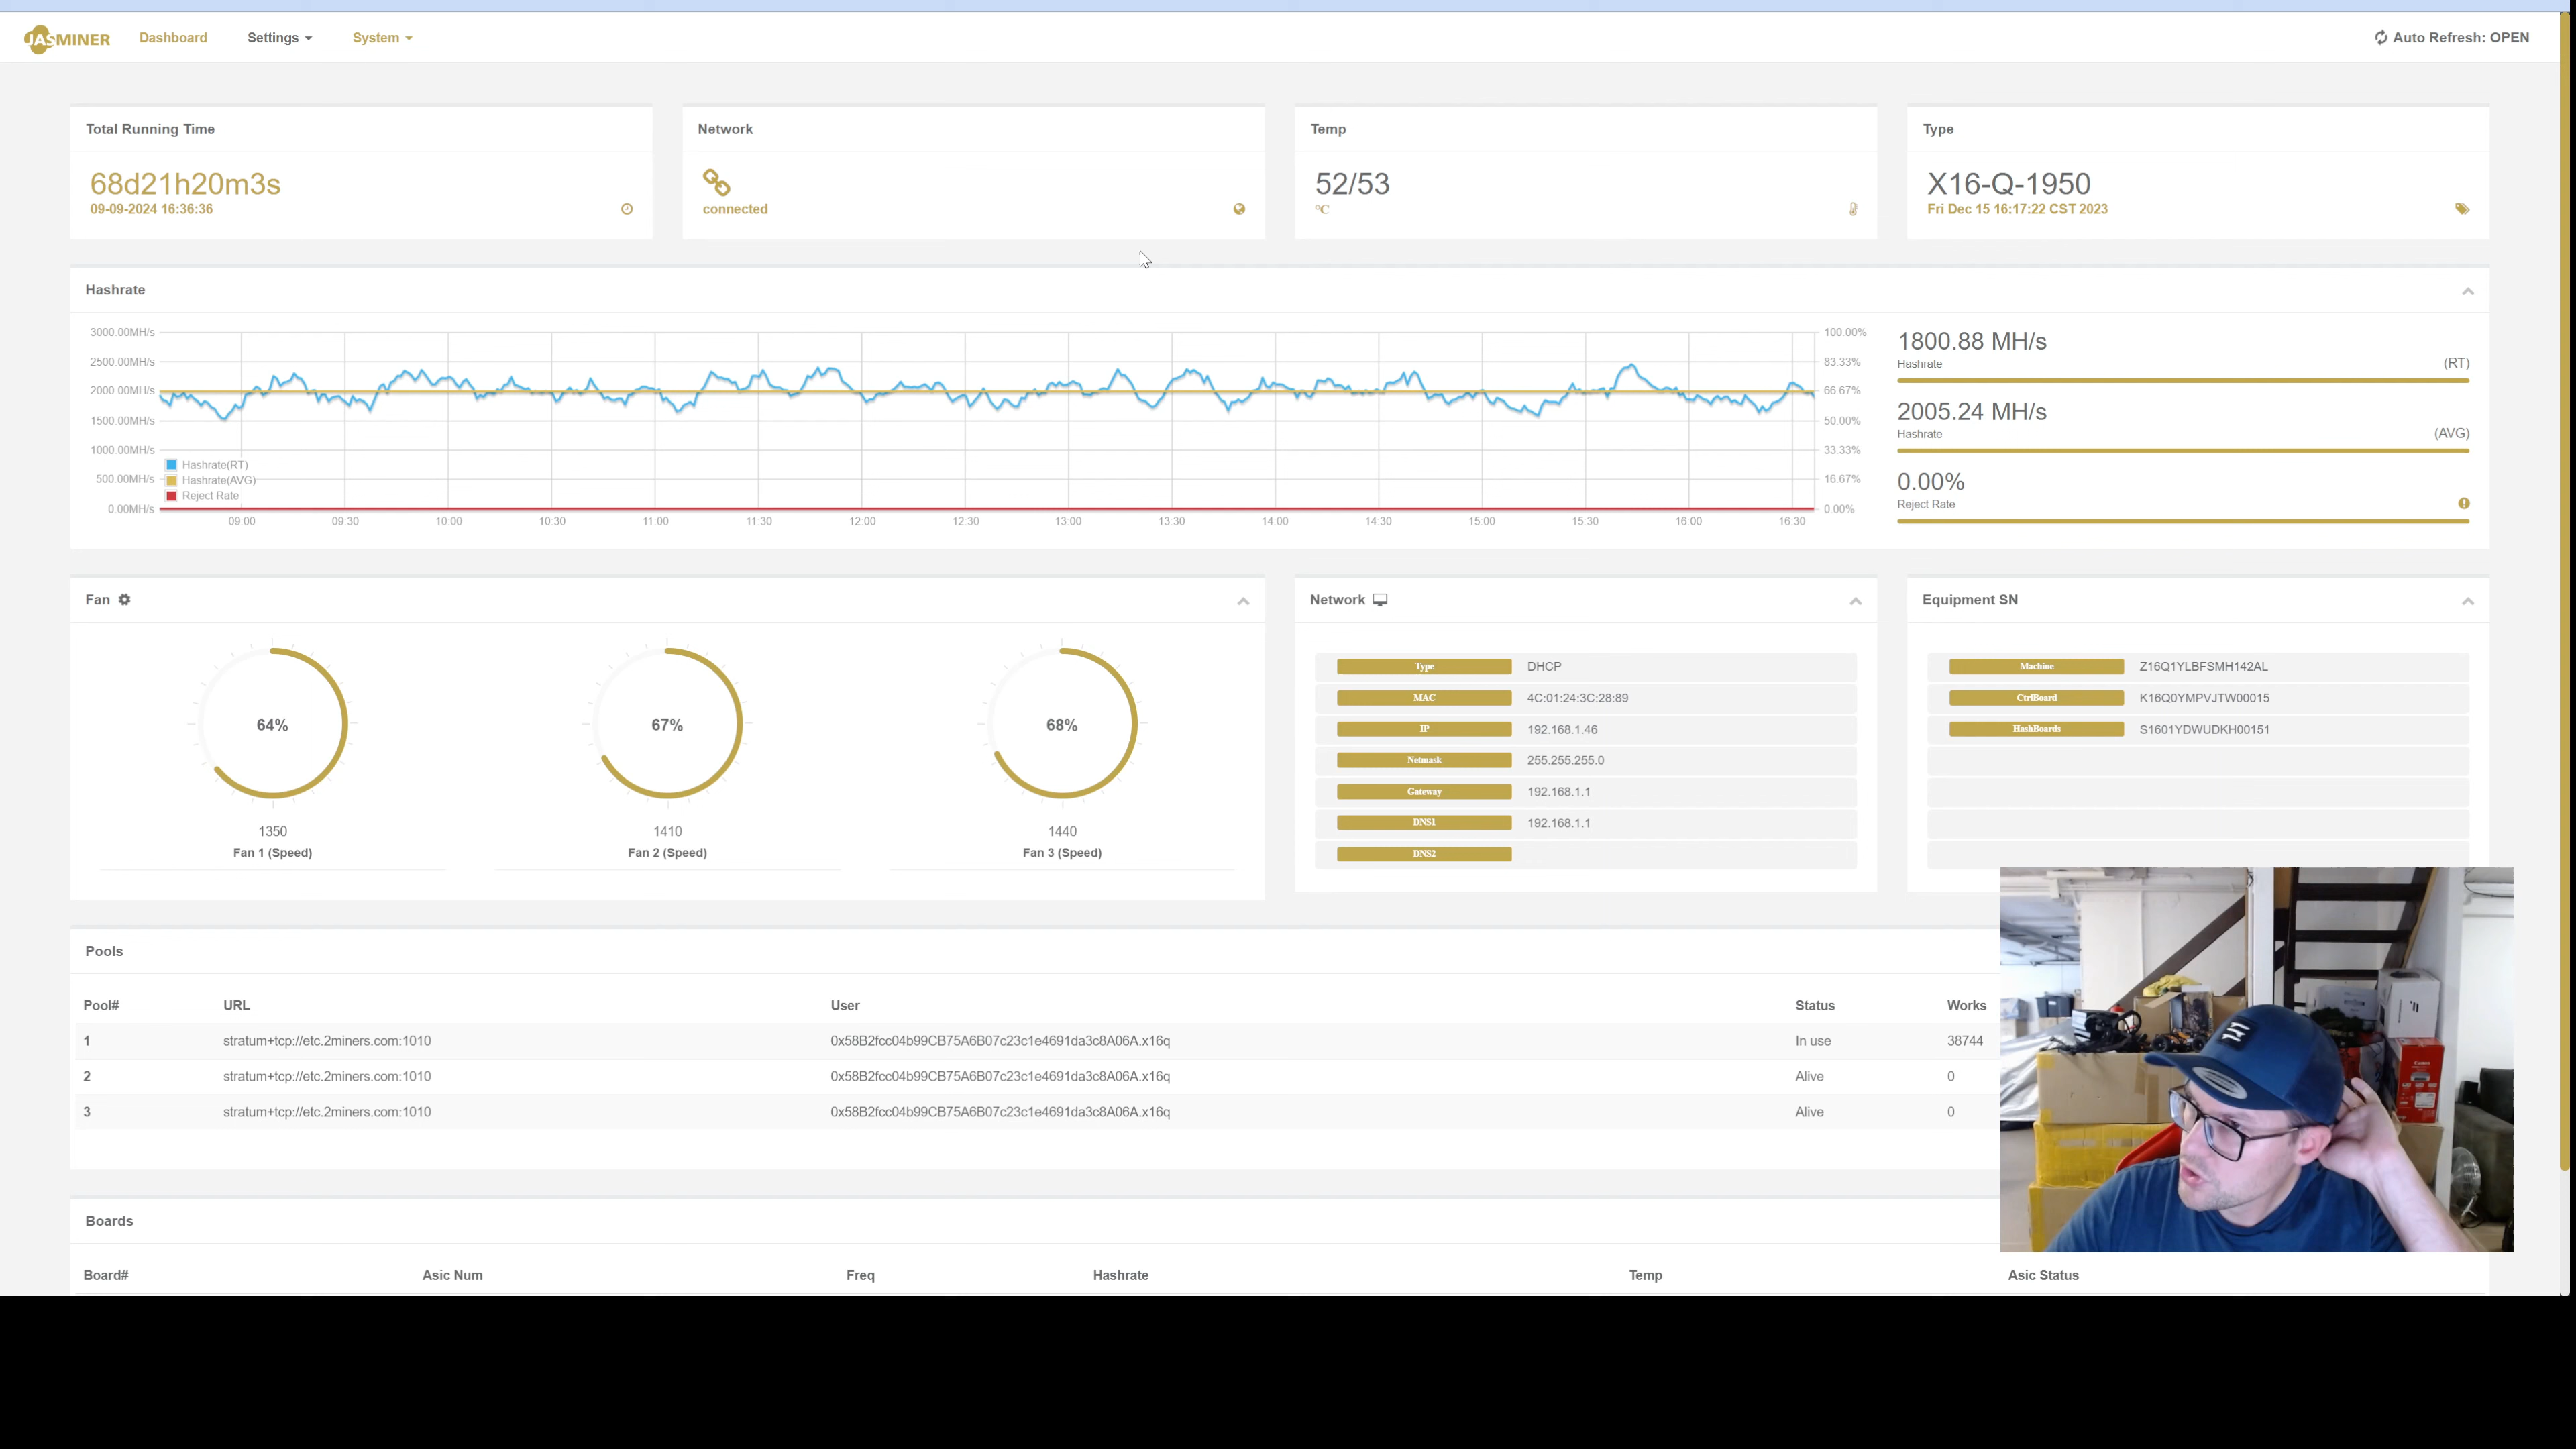 JASMINER
Dashboard
Settings
System
Auto Refresh: OPEN
Total Running Time
68d21h20m3s
09-09-2024 16:36:36
Network
connected
Temp
52/53
°C
Type
X16-Q-1950
Fri Dec 15 16:17:22 CST 2023
Hashrate
3000.00MH/s
2500.00MH/s
2000.00MH/s
1500.00MH/s
1000.00MH/s
500.00MH/s
0.00MH/s
Hashrate(RT)
Hashrate(AVG)
Reject Rate
09:00 09:30 10:00 10:30 11:00 11:30 12:00 12:30 13:00 13:30 14:00 14:30 15:00 15:30 16:00 16:30
100.00%
83.33%
66.67%
50.00%
33.33%
16.67%
0.00%
1800.88 MH/s
Hashrate (RT)
2005.24 MH/s
Hashrate (AVG)
0.00%
Reject Rate
Fan
64%
1350
Fan 1 (Speed)
67%
1410
Fan 2 (Speed)
68%
1440
Fan 3 (Speed)
Network
Type DHCP
MAC 4C:01:24:3C:28:89
IP 192.168.1.46
Netmask 255.255.255.0
Gateway 192.168.1.1
DNS1 192.168.1.1
DNS2
Equipment SN
Machine Z16Q1YLBFSMH142AL
CtrlBoard K16Q0YMPVJTW00015
HashBoards S1601YDWUDKH00151
Pools
Pool# URL User Status Works
1 stratum+tcp://etc.2miners.com:1010 0x58B2fcc04b99CB75A6B07c23c1e4691da3c8A06A.x16q In use 38744
2 stratum+tcp://etc.2miners.com:1010 0x58B2fcc04b99CB75A6B07c23c1e4691da3c8A06A.x16q Alive 0
3 stratum+tcp://etc.2miners.com:1010 0x58B2fcc04b99CB75A6B07c23c1e4691da3c8A06A.x16q Alive 0
Boards
Board# Asic Num Freq Hashrate Temp Asic Status
Canon